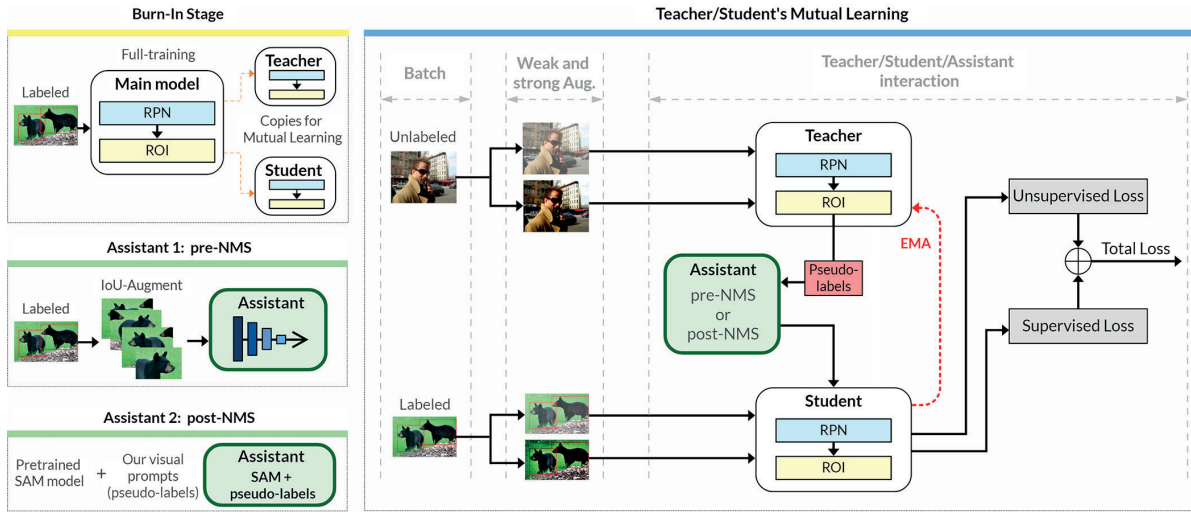 Burn-In Stage
Full-training
Labeled
Main model
RPN
ROI
Teacher
Copies for
Mutual Learning
Student
Assistant 1: pre-NMS
IoU-Augment
Labeled
Assistant
Assistant 2: post-NMS
Pretrained
SAM model
+
Our visual
prompts
(pseudo-labels)
Assistant
SAM +
pseudo-labels
Teacher/Student's Mutual Learning
Batch
Weak and
strong Aug.
Teacher/Student/Assistant
interaction
Unlabeled
Teacher
RPN
ROI
Pseudo-
labels
Assistant
pre-NMS
or
post-NMS
EMA
Labeled
Student
RPN
ROI
Unsupervised Loss
Total Loss
Supervised Loss